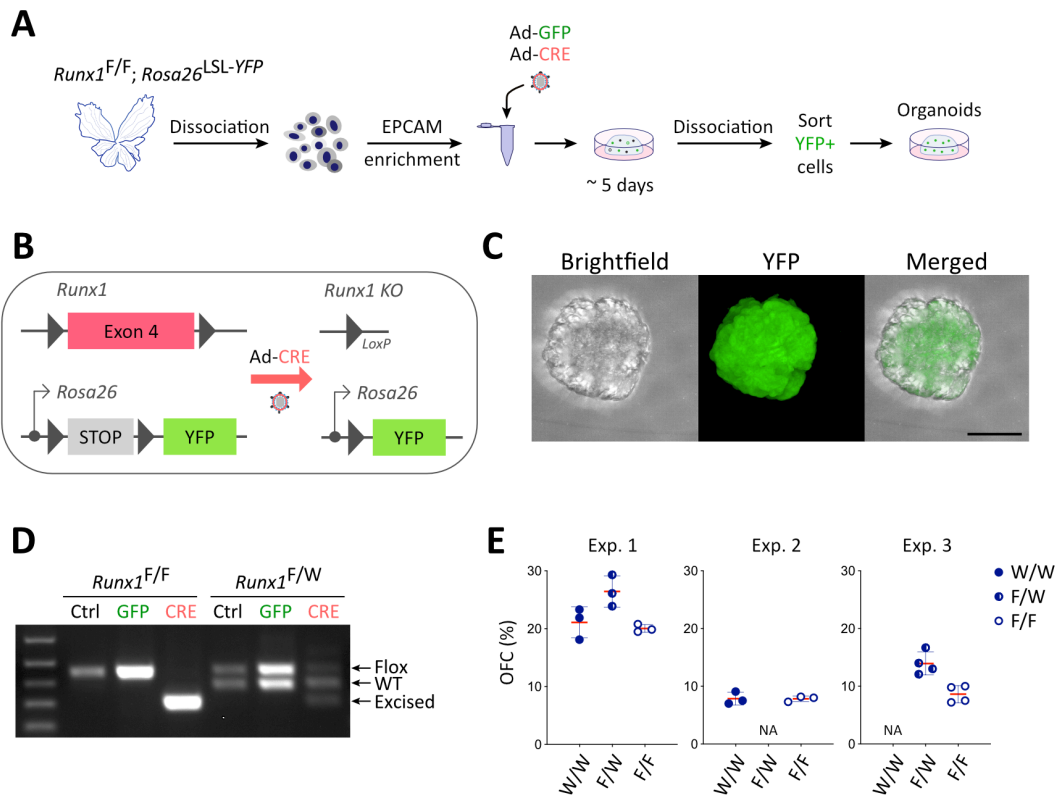 A
Ad-GFP
Ad-CRE
Runx1F/F; Rosa26LSL-YFP
Dissociation
EPCAM
enrichment
~ 5 days
Dissociation
Sort
YFP+
cells
Organoids
B
Runx1
Runx1 KO
Exon 4
LoxP
Ad-CRE
Rosa26
Rosa26
STOP
YFP
YFP
C
Brightfield
YFP
Merged
D
Runx1F/F
Runx1F/W
Ctrl
GFP
CRE
Ctrl
GFP
CRE
Flox
WT
Excised
E
Exp. 1
Exp. 2
Exp. 3
OFC (%)
30
20
10
0
W/W
F/W
F/F
30
20
10
0
NA
W/W
F/W
F/F
30
20
10
0
NA
W/W
F/W
F/F
W/W
F/W
F/F